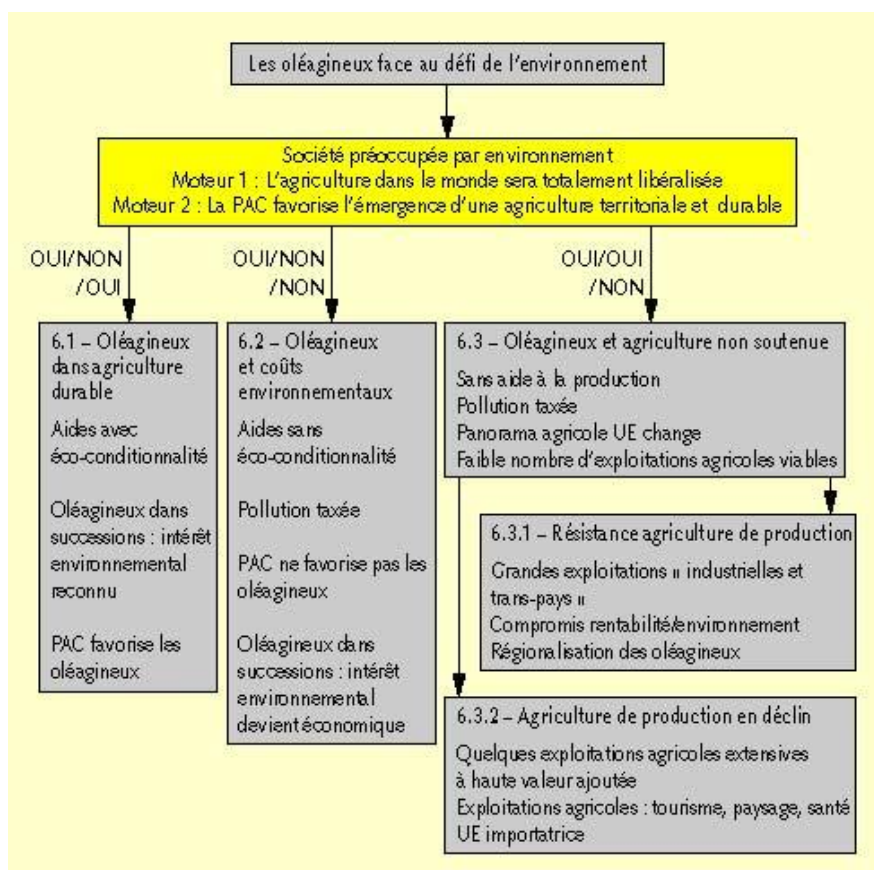 Les oléagineux face au défi de l'environnement
Société préoccupée par environnement
Moteur 1 : L'agriculture dans le monde sera totalement libéralisée
Moteur 2 : La PAC favorise l'émergence d'une agriculture territoriale et durable
OUI/NON
/OUI
OUI/NON
/NON
OUI/OUI
/NON
6.1 – Oléagineux
dans agriculture
durable
Aides avec
éco-conditionnalité
Oléagineux dans
successions : intérêt
environnemental
reconnu
PAC favorise les
oléagineux
6.2 – Oléagineux
et coûts
environnementaux
Aides sans
éco-conditionnalité
Pollution taxée
PAC ne favorise pas les
oléagineux
Oléagineux dans
successions : intérêt
environnemental
devient économique
6.3 – Oléagineux et agriculture non soutenue
Sans aide à la production
Pollution taxée
Panorama agricole UE change
Faible nombre d'exploitations agricoles viables
6.3.1 – Résistance agriculture de production
Grandes exploitations « industrielles et
trans-pays «
Compromis rentabilité/environnement
Régionalisation des oléagineux
6.3.2 – Agriculture de production en déclin
Quelques exploitations agricoles extensives
à haute valeur ajoutée
Exploitations agricoles : tourisme, paysage, santé
UE importatrice